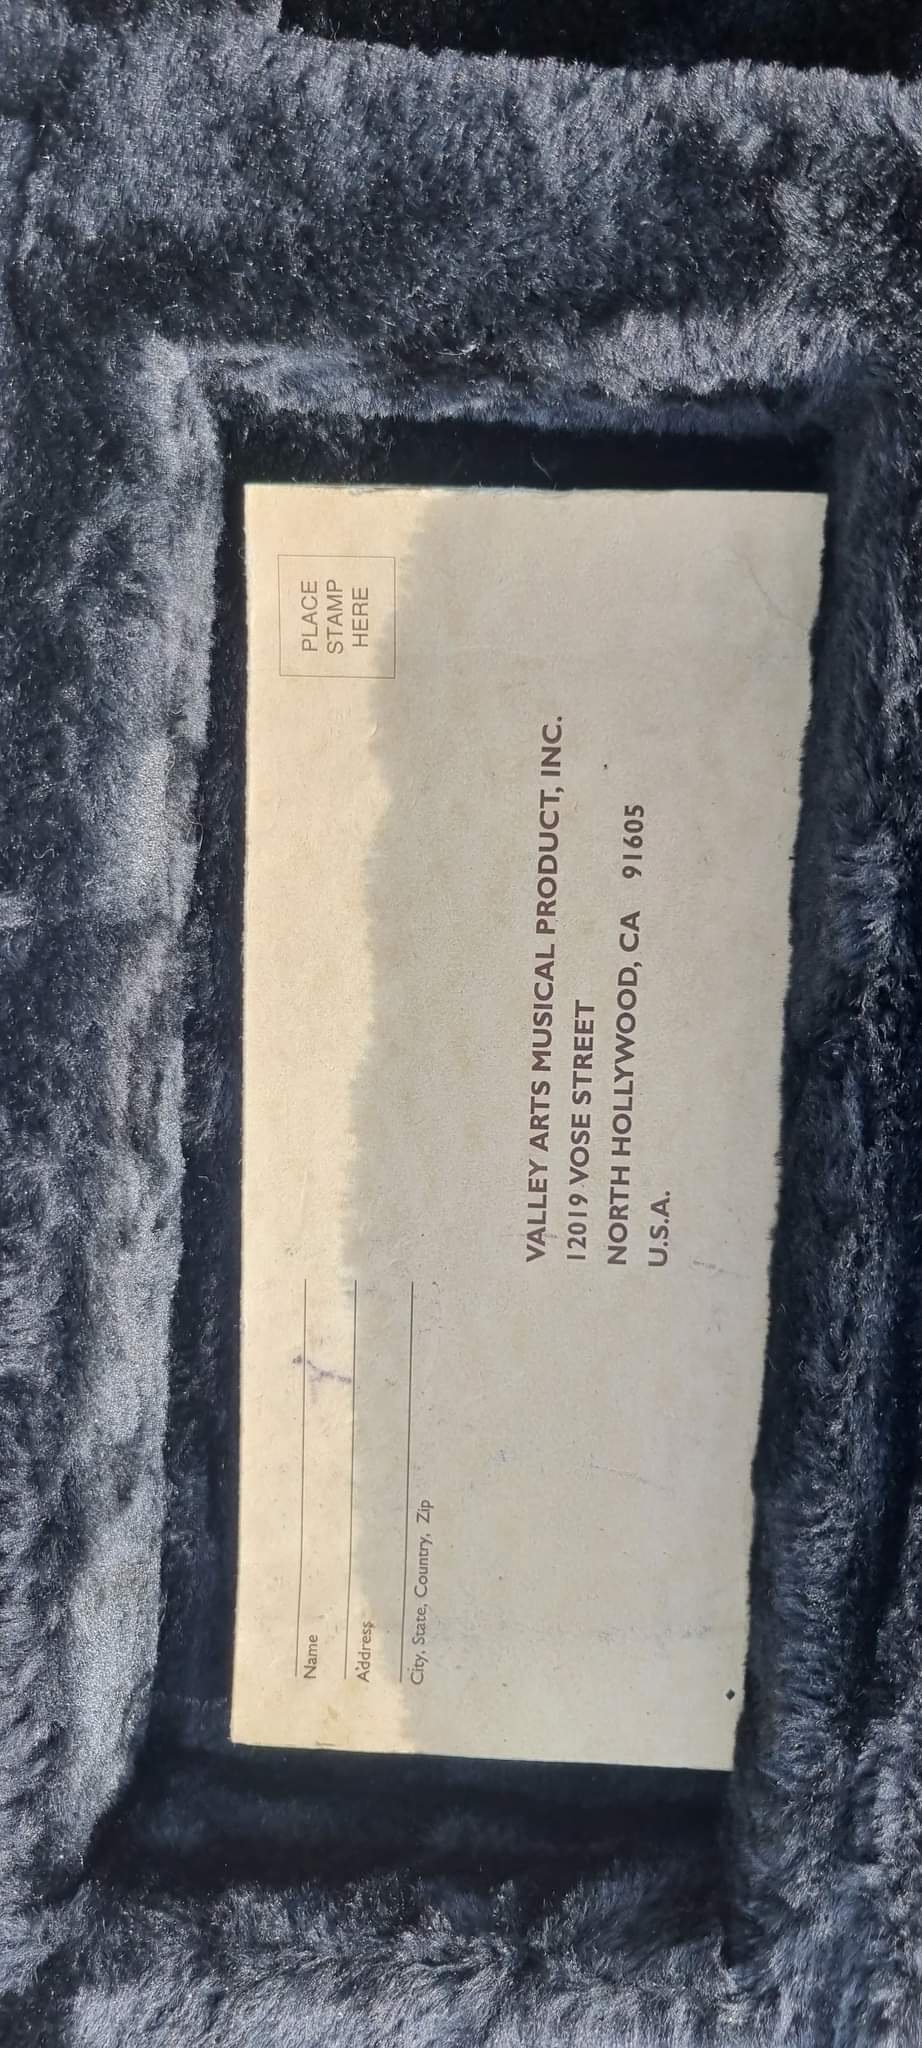 Name
Address
City, State, Country, Zip
PLACE
STAMP
HERE
VALLEY ARTS MUSICAL PRODUCT, INC.
12019 VOSE STREET
NORTH HOLLYWOOD, CA 91605
U.S.A.